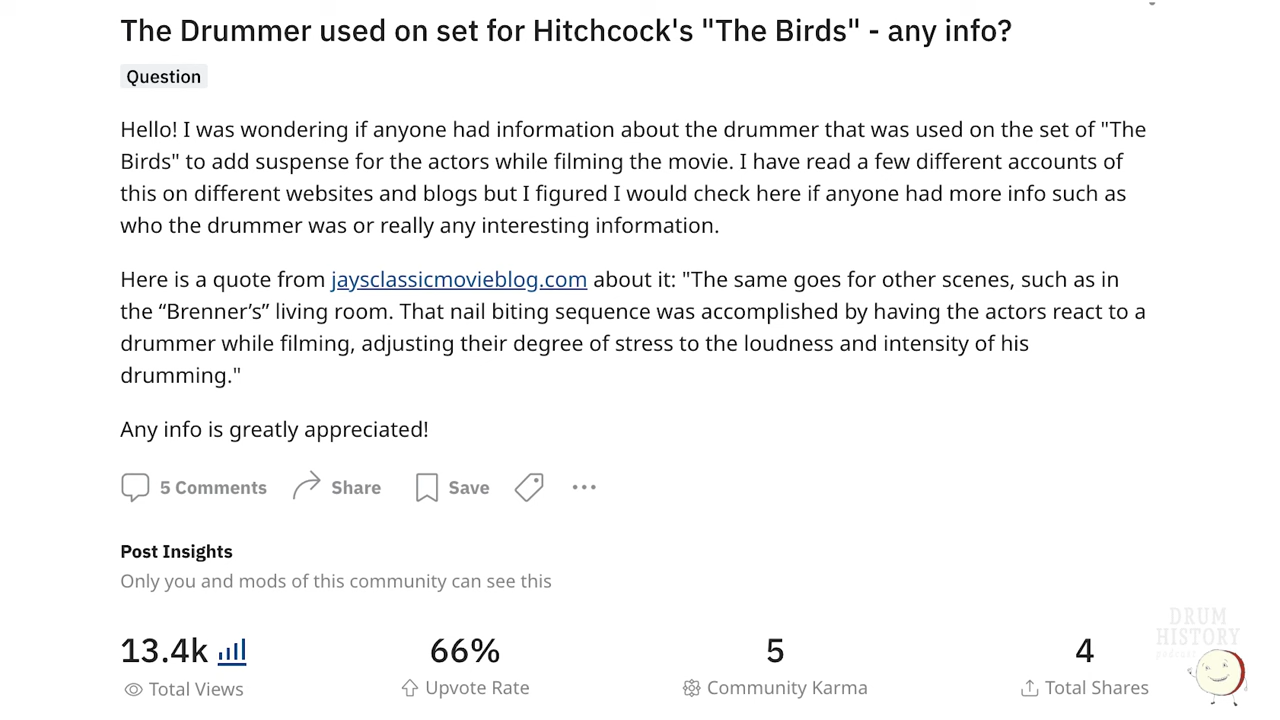 The Drummer used on set for Hitchcock's "The Birds" - any info?
Question
Hello! I was wondering if anyone had information about the drummer that was used on the set of "The
Birds" to add suspense for the actors while filming the movie. I have read a few different accounts of
this on different websites and blogs but I figured I would check here if anyone had more info such as
who the drummer was or really any interesting information.
Here is a quote from jaysclassicmovieblog.com about it: "The same goes for other scenes, such as in
the “Brenner’s” living room. That nail biting sequence was accomplished by having the actors react to a
drummer while filming, adjusting their degree of stress to the loudness and intensity of his
drumming."
Any info is greatly appreciated!
5 Comments Share Save
Post Insights
Only you and mods of this community can see this
13.4k 66% 5 4
Total Views Upvote Rate Community Karma Total Shares
DRUM
HISTORY
podcast